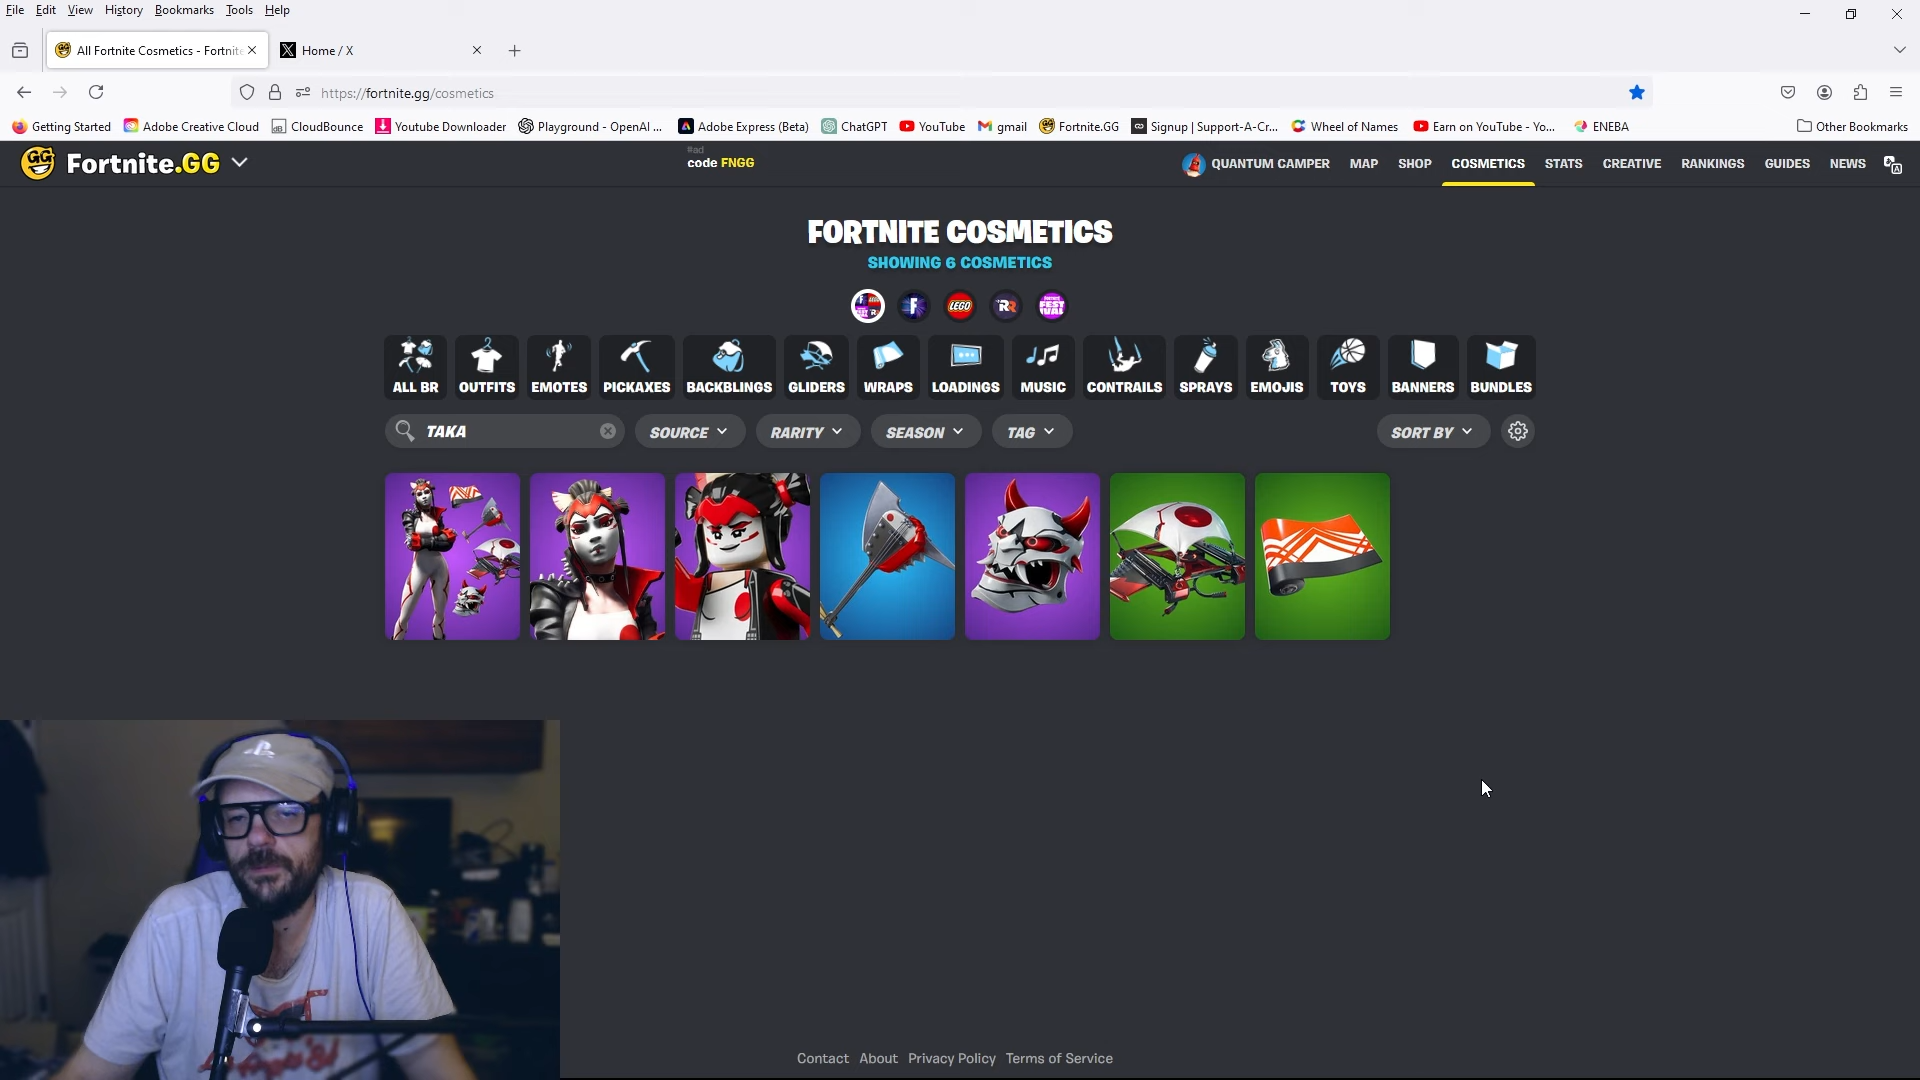 File Edit View History Bookmarks Tools Help
All Fortnite Cosmetics - Fortnite
Home / X
https://fortnite.gg/cosmetics
Getting Started Adobe Creative Cloud CloudBounce Youtube Downloader Playground - OpenAI ... Adobe Express (Beta) ChatGPT YouTube gmail Fortnite.GG Signup | Support-A-Cr... Wheel of Names Earn on YouTube - Yo... ENEBA Other Bookmarks
Fortnite.GG
#ad
code FNGG
QUANTUM CAMPER MAP SHOP COSMETICS STATS CREATIVE RANKINGS GUIDES NEWS
FORTNITE COSMETICS
SHOWING 6 COSMETICS
LEGO
ALL BR OUTFITS EMOTES PICKAXES BACKBLINGS GLIDERS WRAPS LOADINGS MUSIC CONTRAILS SPRAYS EMOJIS TOYS BANNERS BUNDLES
TAKA SOURCE RARITY SEASON TAG SORT BY
Contact About Privacy Policy Terms of Service